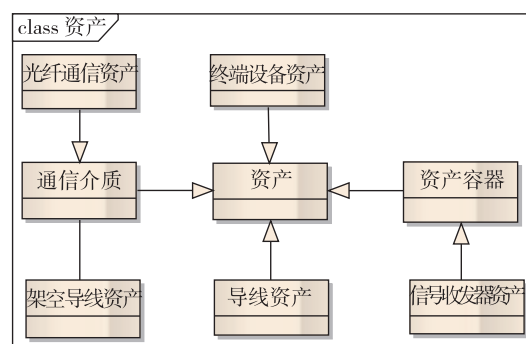 class 资产
光纤通信资产
终端设备资产
通信介质
资产
资产容器
架空导线资产
导线资产
信号收发器资产